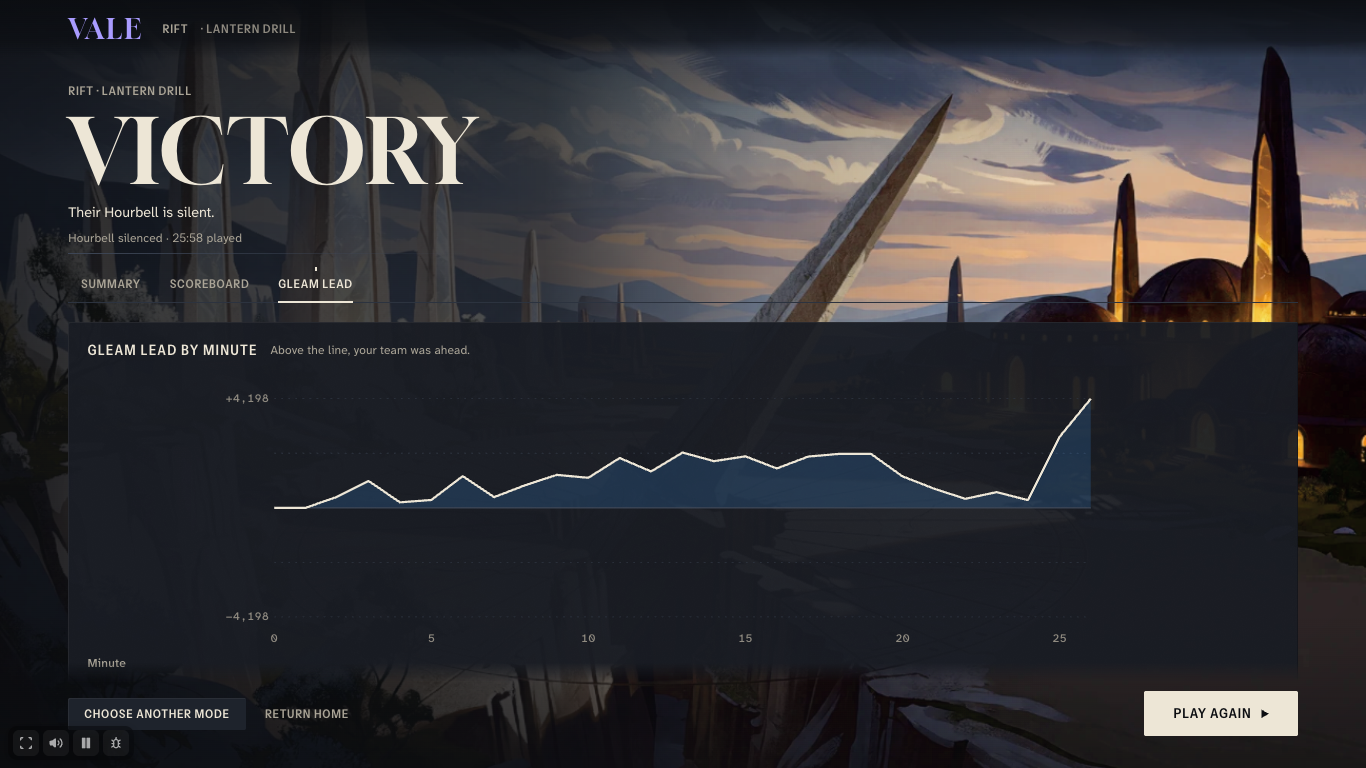 VALE RIFT · LANTERN DRILL
RIFT · LANTERN DRILL
VICTORY
Their Hourbell is silent.
Hourbell silenced · 25:58 played
SUMMARY SCOREBOARD GLEAM LEAD
GLEAM LEAD BY MINUTE Above the line, your team was ahead.
+4,198
−4,198
0 5 10 15 20 25
Minute
CHOOSE ANOTHER MODE RETURN HOME PLAY AGAIN